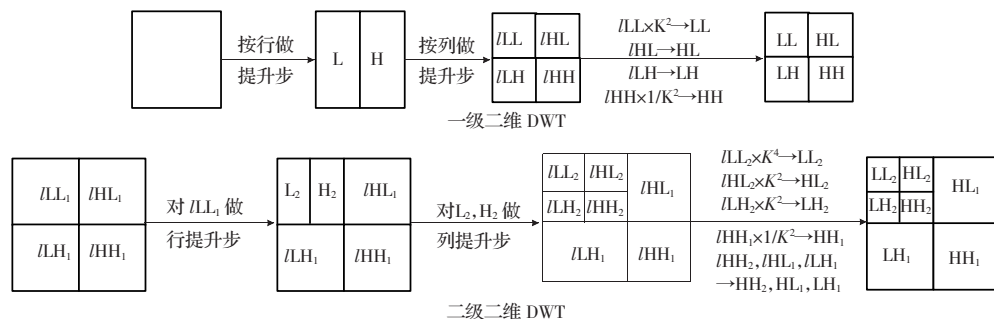 按行做
提升步
L H
按列做
提升步
lLL lHL
lLH lHH
lLL×K²→LL
lHL→HL
lLH→LH
lHH×1/K²→HH
LL HL
LH HH
一级二维 DWT
lLL₁ lHL₁
lLH₁ lHH₁
对 lLL₁ 做
行提升步
L₂ H₂ lHL₁
lLH₁ lHH₁
对L₂, H₂ 做
列提升步
lLL₂ lHL₂
lLH₂ lHH₂
lHL₁
lLH₁ lHH₁
lLL₂×K⁴→LL₂
lHL₂×K²→HL₂
lLH₂×K²→LH₂
lHH₁×1/K²→HH₁
lHH₂, lHL₁, lLH₁
→HH₂, HL₁, LH₁
LL₂ HL₂
LH₂ HH₂
HL₁
LH₁ HH₁
二级二维 DWT